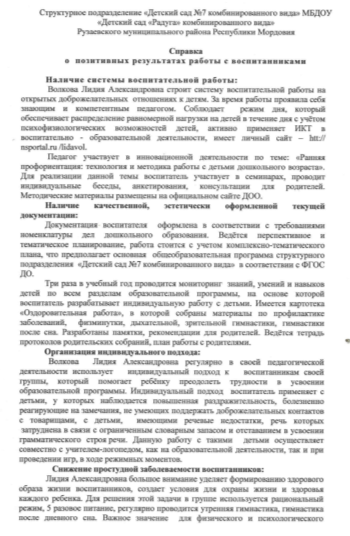 Структурное подразделение «Детский сад №7 комбинированного вида» МБДОУ
«Детский сад «Радуга» комбинированного вида»
Рузаевского муниципального района Республики Мордовия
Справка
о позитивных результатах работы с воспитанниками
Наличие системы воспитательной работы:
Волкова Лидия Александровна строит систему воспитательной работы на
открытых доброжелательных отношениях к детям. За время работы проявила себя
знающим и компетентным педагогом. Соблюдает режим дня, который
обеспечивает распределение равномерной нагрузки на детей в течение дня с учётом
психофизиологических возможностей детей, активно применяет ИКТ в
воспитательно - образовательной деятельности, имеет личный сайт – htt://
nsportal.ru /lidavol.
Педагог участвует в инновационной деятельности по теме: «Ранняя
профориентация: технология и методика работы с детьми дошкольного возраста».
Для реализации данной темы воспитатель участвует в семинарах, проводит
индивидуальные беседы, анкетирования, консультации для родителей.
Методические материалы размещены на официальном сайте ДОО.
Наличие качественной, эстетически оформленной текущей
документации:
Документация воспитателя оформлена в соответствии с требованиями
номенклатуры дел дошкольного образования. Ведётся перспективное и
тематическое планирование, работа строится с учетом комплексно-тематического
плана, что предполагает основная общеобразовательная программа структурного
подразделения «Детский сад №7 комбинированного вида» в соответствии с ФГОС
ДО.
Три раза в учебный год проводится мониторинг знаний, умений и навыков
детей по всем разделам образовательной программы, на основе которой
воспитатель разрабатывает индивидуальную работу с детьми. Имеется картотека
«Оздоровительная работа», в которой собраны материалы по профилактике
заболеваний, физминутки, дыхательной, зрительной гимнастики, гимнастики
после сна. Разработаны памятки, рекомендации для родителей. Ведётся тетрадь
протоколов родительских собраний, план работы с родителями.
Организация индивидуального подхода:
Волкова Лидия Александровна регулярно в своей педагогической
деятельности использует индивидуальный подход к воспитанникам своей
группы, который помогает ребёнку преодолеть трудности в усвоении
образовательной программы. Индивидуальный подход воспитатель применяет с
детьми, у которых наблюдается повышенная раздражительность, болезненно
реагирующие на замечания, не умеющих поддержать доброжелательных контактов
с товарищами, с детьми, имеющими речевые недостатки, речь которых
затруднена в связи с ограниченным словарным запасом и отставанием в усвоении
грамматического строя речи. Данную работу с такими детьми осуществляет
совместно с учителем-логопедом, как на образовательной деятельности, так и при
проведении игр, в ходе режимных моментов.
Снижение простудной заболеваемости воспитанников:
Лидия Александровна большое внимание уделяет формированию здорового
образа жизни воспитанников, создает условия для охраны жизни и здоровья
каждого ребенка. Для решения этой задачи в группе используется рациональный
режим, 5 разовое питание, регулярно проводится утренняя гимнастика, гимнастика
после дневного сна. Важное значение для физического и психологического